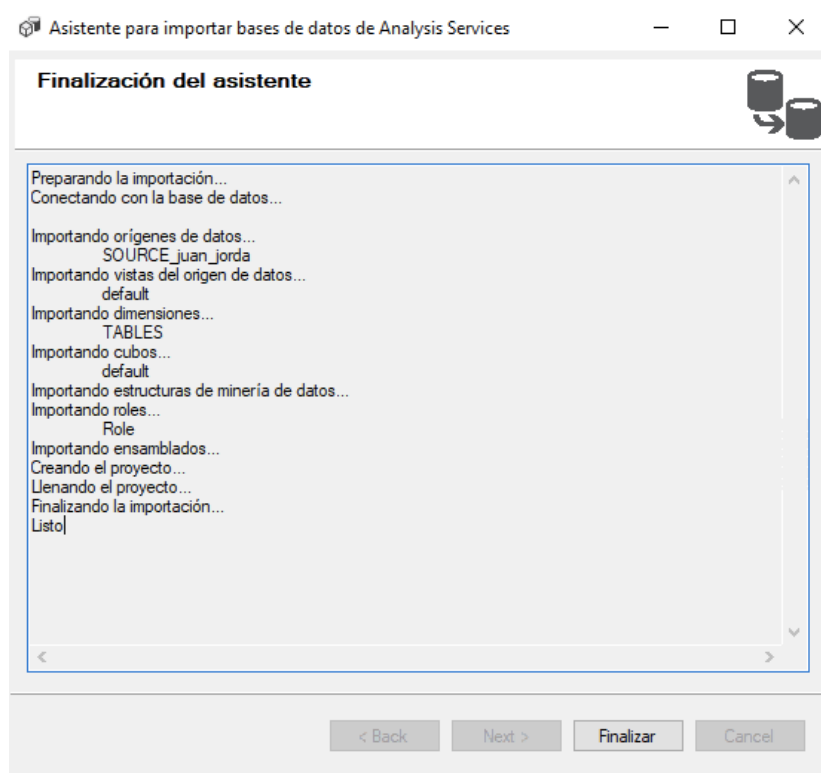 Asistente para importar bases de datos de Analysis Services
Finalización del asistente
Preparando la importación...
Conectando con la base de datos...
Importando orígenes de datos...
SOURCE_juan_jorda
Importando vistas del origen de datos...
default
Importando dimensiones...
TABLES
Importando cubos...
default
Importando estructuras de minería de datos...
Importando roles...
Role
Importando ensamblados...
Creando el proyecto...
Llenando el proyecto...
Finalizando la importación...
Listo
< Back Next > Finalizar Cancel